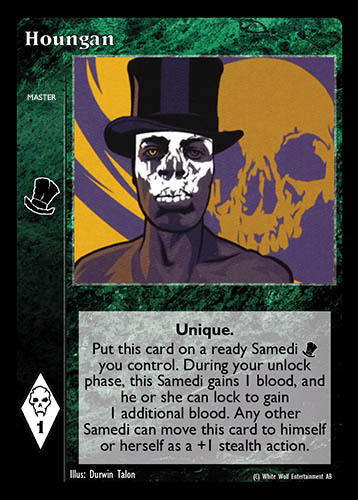 Houngan
MASTER
Unique.
Put this card on a ready Samedi
you control. During your unlock
phase, this Samedi gains 1 blood, and
he or she can lock to gain
1 additional blood. Any other
Samedi can move this card to himself
or herself as a +1 stealth action.
1
Illus: Durwin Talon
(C) White Wolf Entertainment AB